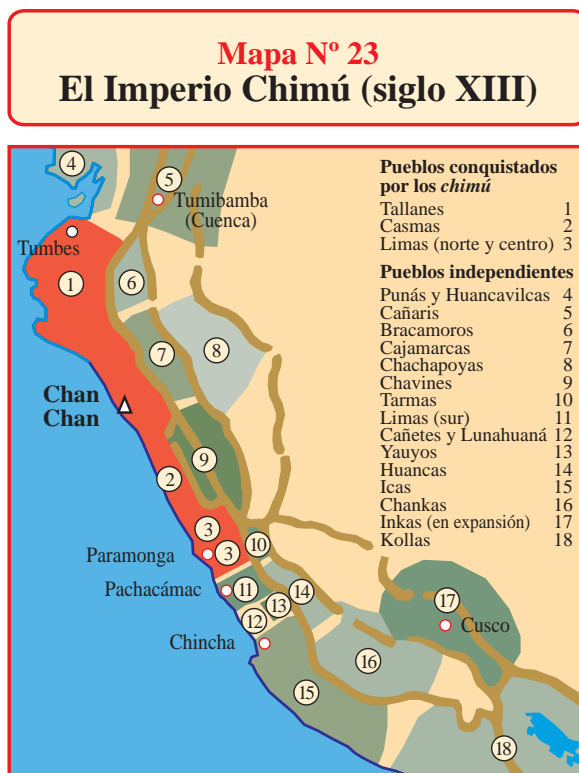 Mapa Nº 23
El Imperio Chimú (siglo XIII)
Pueblos conquistados
por los chimú
Tallanes 1
Casmas 2
Limas (norte y centro) 3
Pueblos independientes
Punás y Huancavilcas 4
Cañaris 5
Bracamoros 6
Cajamarcas 7
Chachapoyas 8
Chavines 9
Tarmas 10
Limas (sur) 11
Cañetes y Lunahuaná 12
Yauyos 13
Huancas 14
Icas 15
Chankas 16
Inkas (en expansión) 17
Kollas 18
4
5
Tumibamba
(Cuenca)
Tumbes
1
6
7
8
Chan
Chan
9
2
3
Paramonga
3
10
Pachacámac
11
14
13
12
17
Cusco
Chincha
16
15
18